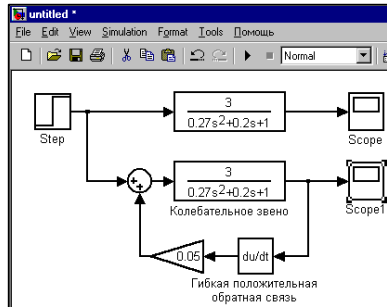 untitled *
File Edit View Simulation Format Tools Помощь
Normal
Step
3
0.27s²+0.2s+1
Scope
3
0.27s²+0.2s+1
Колебательное звено
Scope1
0.05
du/dt
Гибкая положительная
обратная связь